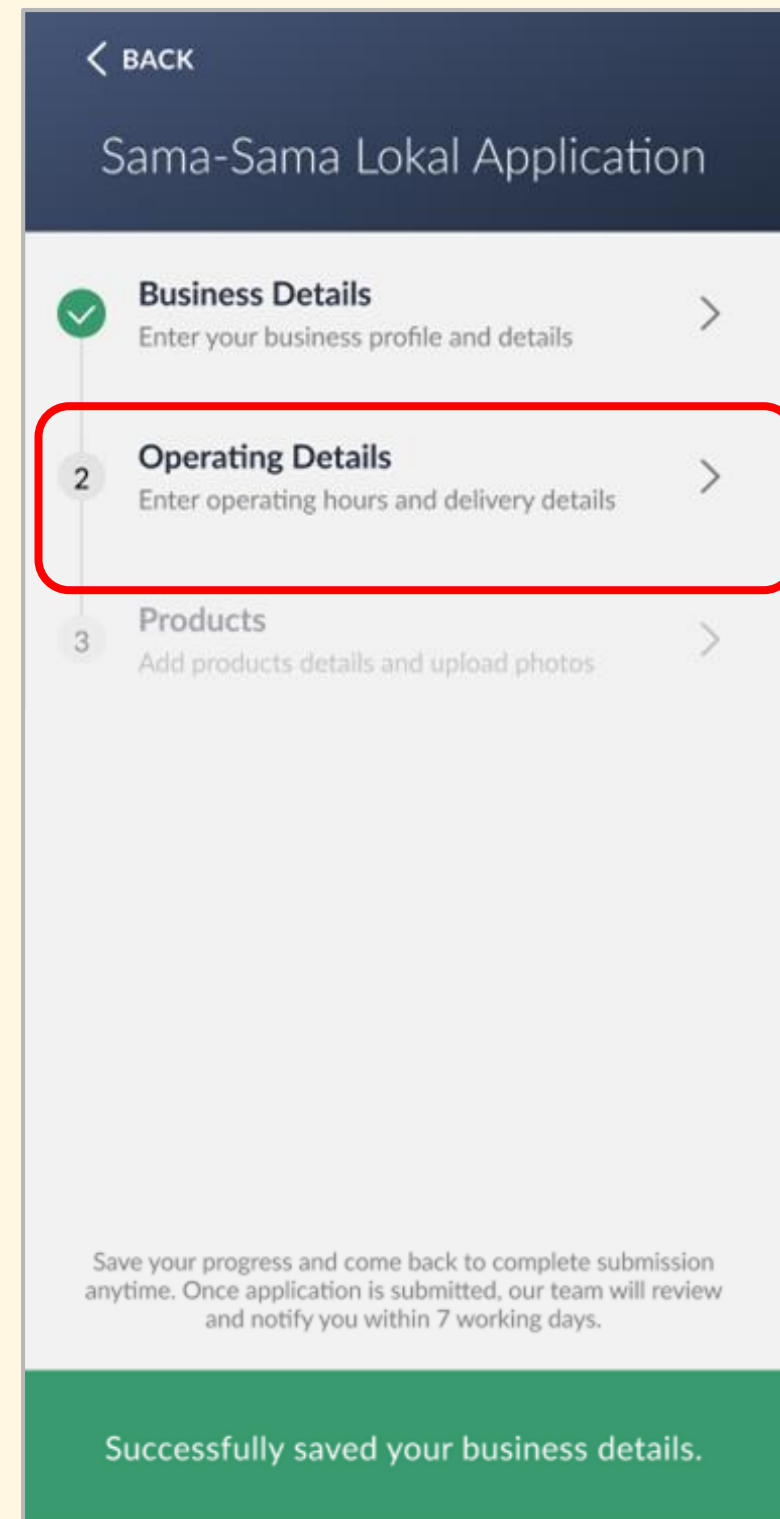 BACK
Sama-Sama Lokal Application
Business Details
Enter your business profile and details
2
Operating Details
Enter operating hours and delivery details
3
Products
Add products details and upload photos
Save your progress and come back to complete submission
anytime. Once application is submitted, our team will review
and notify you within 7 working days.
Successfully saved your business details.